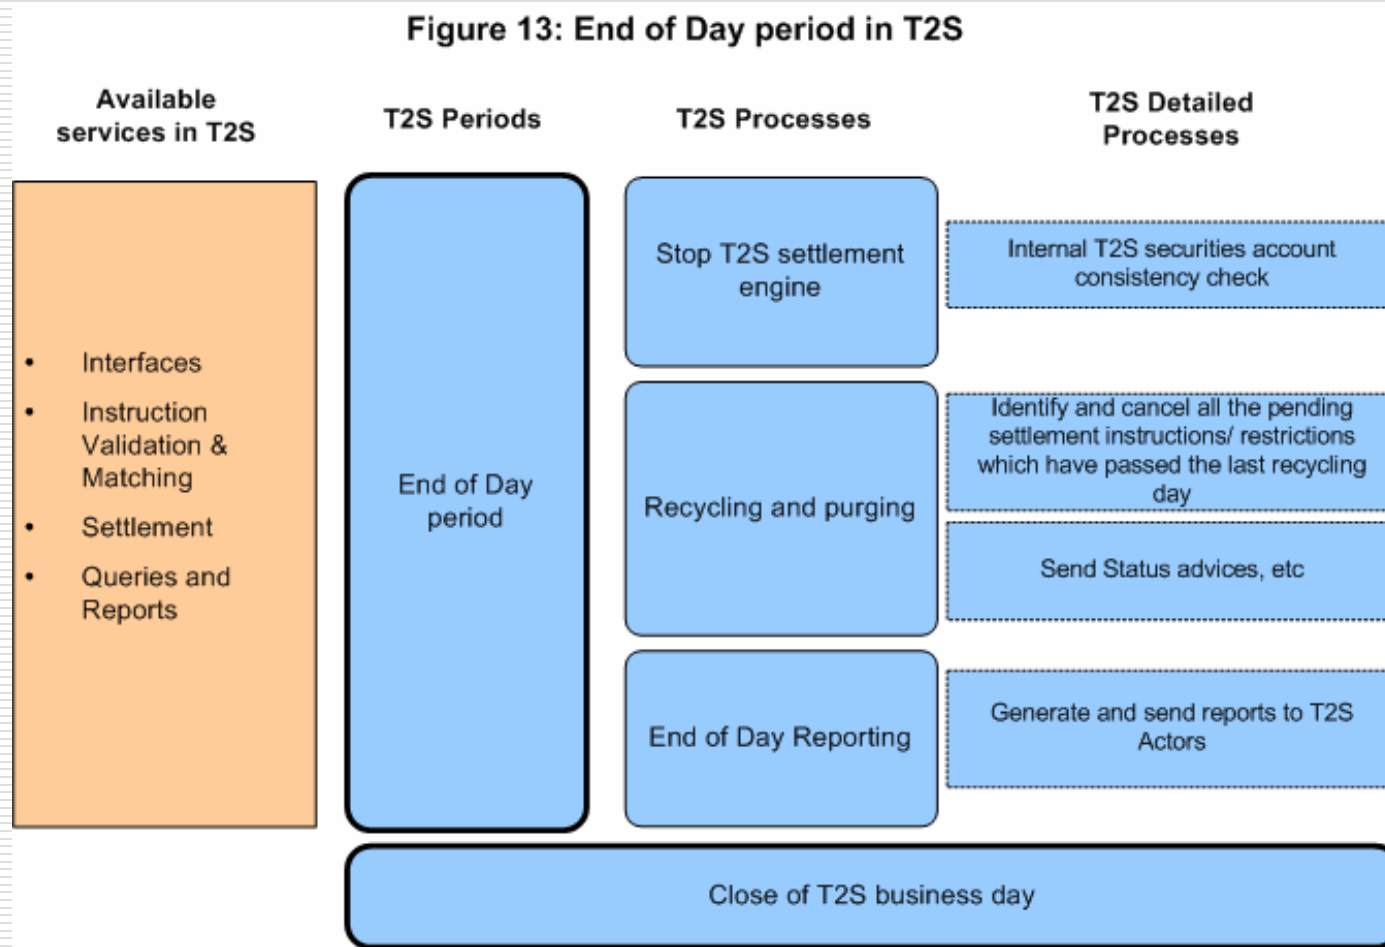 Figure 13: End of Day period in T2S
Available
services in T2S
T2S Periods
T2S Processes
T2S Detailed
Processes
• Interfaces
• Instruction
Validation &
Matching
• Settlement
• Queries and
Reports
End of Day
period
Stop T2S settlement
engine
Internal T2S securities account
consistency check
Recycling and purging
Identify and cancel all the pending
settlement instructions/ restrictions
which have passed the last recycling
day
Send Status advices, etc
End of Day Reporting
Generate and send reports to T2S
Actors
Close of T2S business day